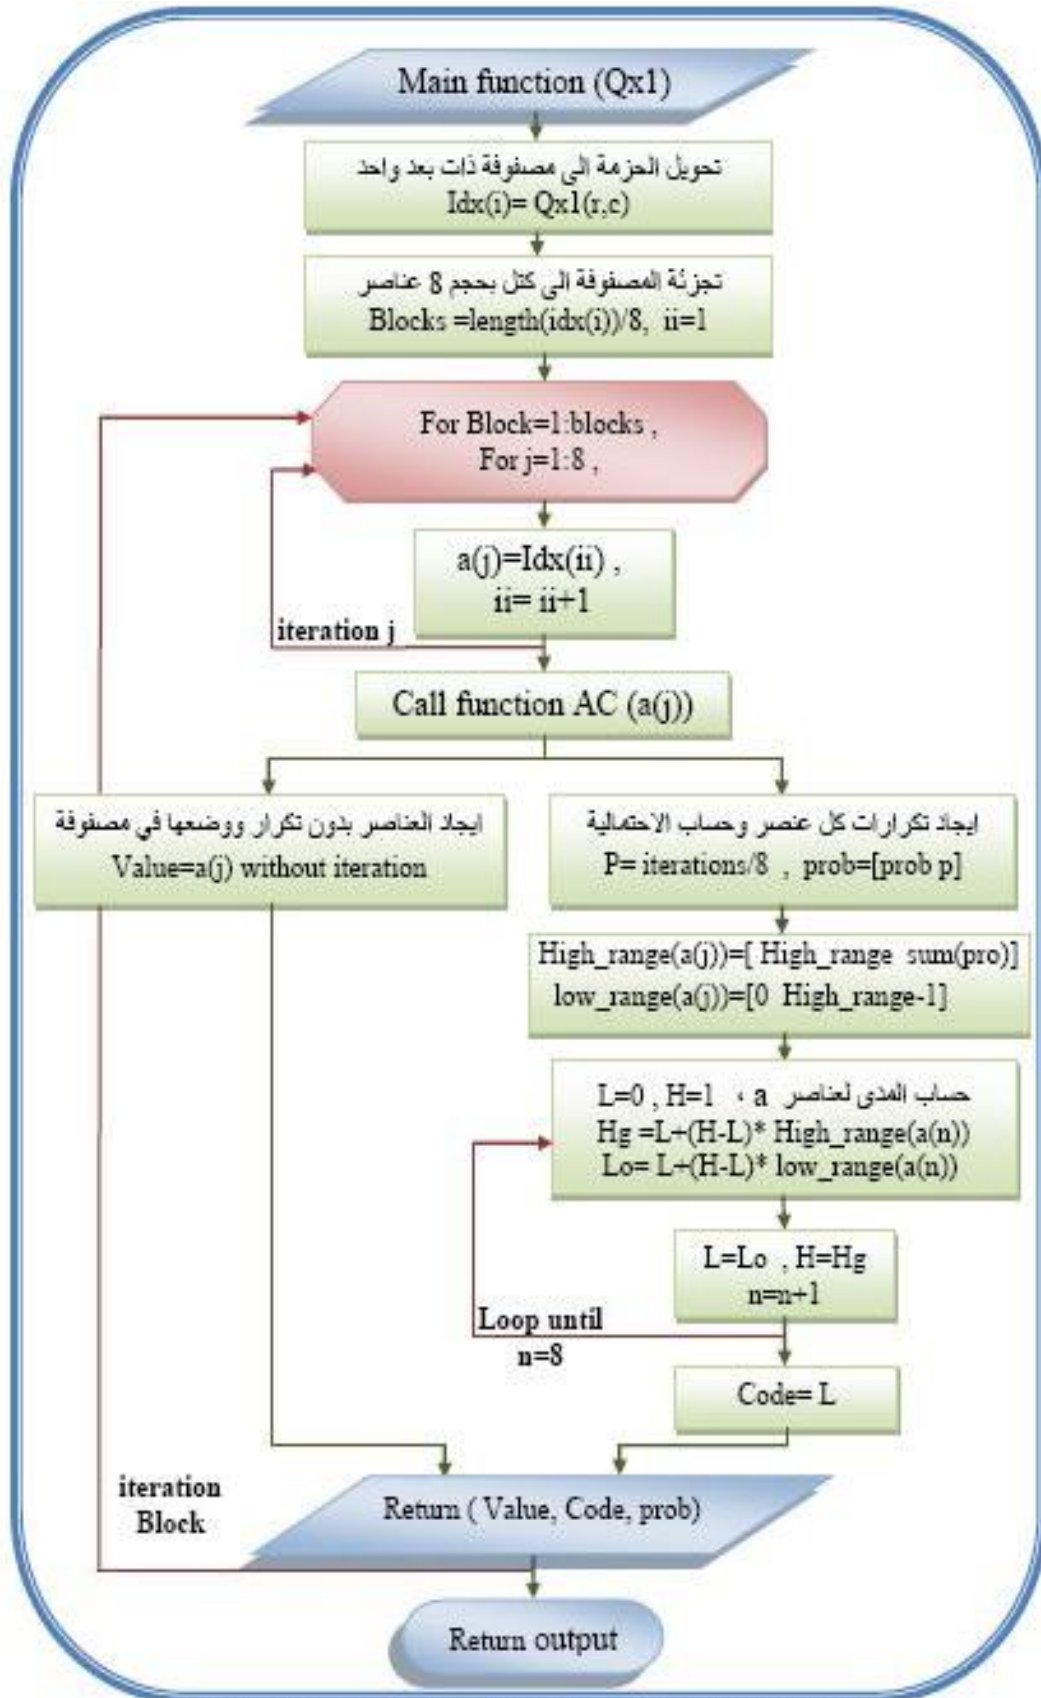 Main function (Qx1)
تحويل الحزمة الى مصفوفة ذات بعد واحد
Idx(i)= Qx1(r,c)
تجزئة المصفوفة الى كتل بحجم 8 عناصر
Blocks =length(idx(i))/8, ii=1
For Block=1:blocks ,
For j=1:8 ,
a(j)=Idx(ii) ,
ii= ii+1
iteration j
Call function AC (a(j))
ايجاد العناصر بدون تكرار ووضعها في مصفوفة
Value=a(j) without iteration
ايجاد تكرارات كل عنصر وحساب الاحتمالية
P= iterations/8 , prob=[prob p]
High_range(a(j))=[ High_range sum(pro)]
low_range(a(j))=[0 High_range-1]
حساب المدى لعناصر a ، L=0 , H=1
Hg =L+(H-L)* High_range(a(n))
Lo= L+(H-L)* low_range(a(n))
L=Lo , H=Hg
n=n+1
Loop until
n=8
Code= L
iteration
Block
Return ( Value, Code, prob)
Return output